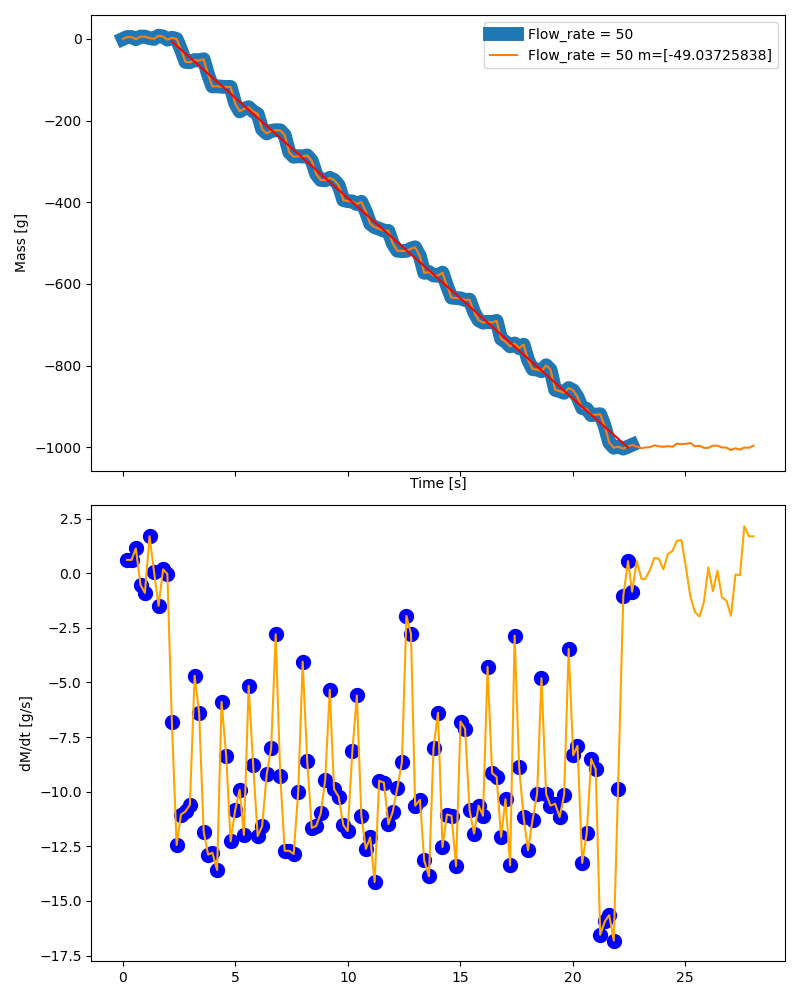 0
−200
−400
−600
−800
−1000
Mass [g]
Flow_rate = 50
Flow_rate = 50 m=[-49.03725838]
Time [s]
2.5
0.0
−2.5
−5.0
−7.5
−10.0
−12.5
−15.0
−17.5
dM/dt [g/s]
0 5 10 15 20 25